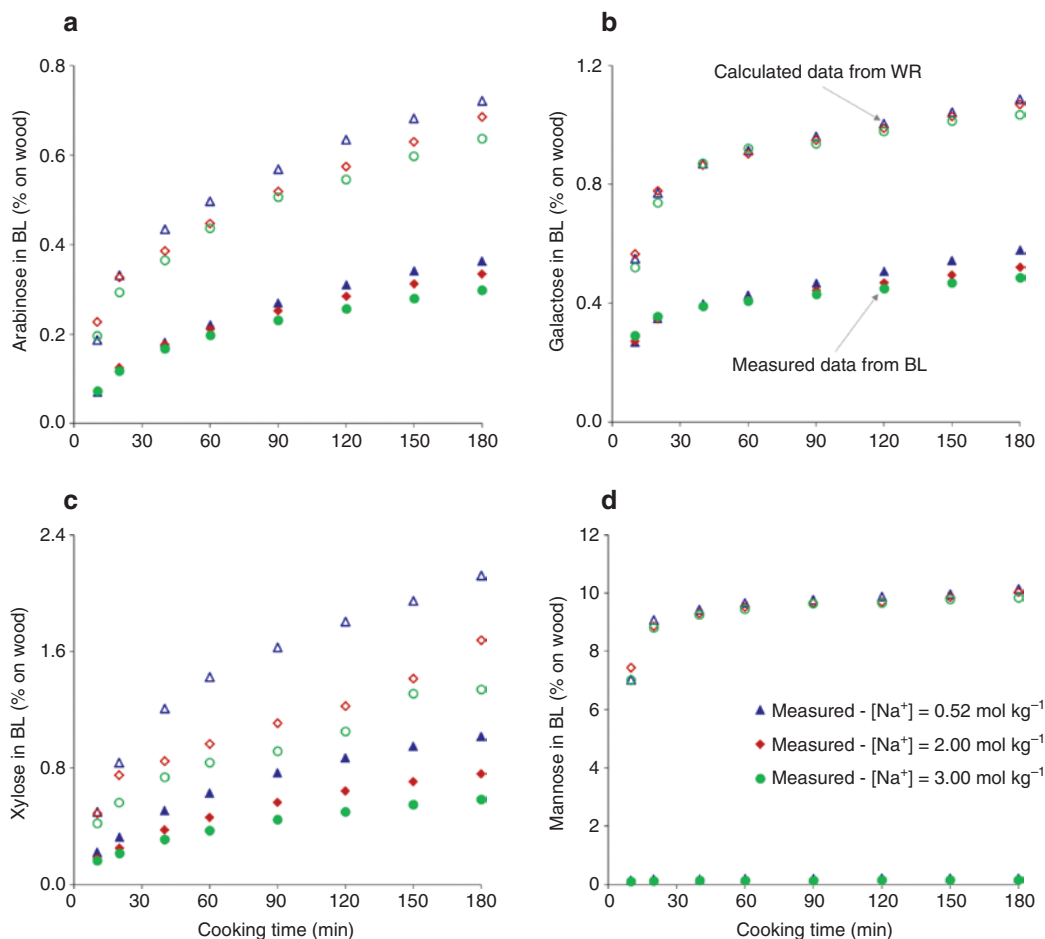 a
0.8
0.6
0.4
0.2
0.0
Arabinose in BL (% on wood)
0 30 60 90 120 150 180
b
1.2
0.8
0.4
0.0
Galactose in BL (% on wood)
Calculated data from WR
Measured data from BL
0 30 60 90 120 150 180
c
2.4
1.6
0.8
0.0
Xylose in BL (% on wood)
0 30 60 90 120 150 180
Cooking time (min)
d
12
10
8
6
4
2
0
Mannose in BL (% on wood)
Measured - [Na⁺] = 0.52 mol kg⁻¹
Measured - [Na⁺] = 2.00 mol kg⁻¹
Measured - [Na⁺] = 3.00 mol kg⁻¹
0 30 60 90 120 150 180
Cooking time (min)